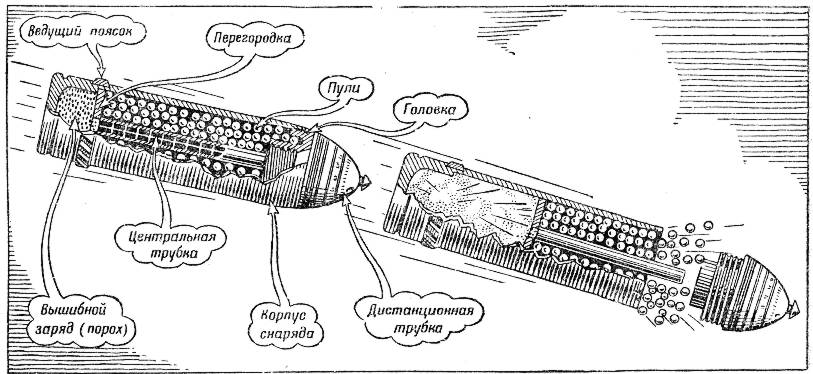 Ведущий поясок
Перегородка
Пули
Головка
Центральная
трубка
Вышибной
заряд (порох)
Корпус
снаряда
Дистанционная
трубка